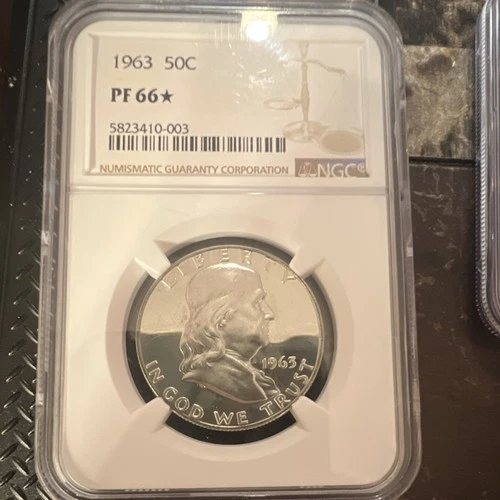 1963 50C
PF 66★
5823410-003
NUMISMATIC GUARANTY CORPORATION
NGC®
LIBERTY
1963
IN GOD WE TRUST